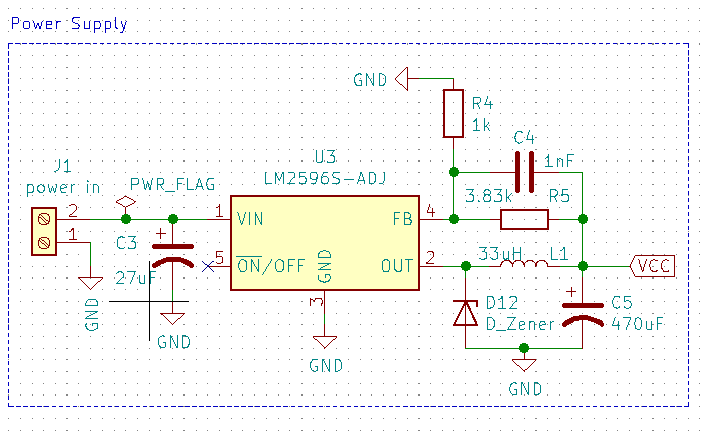 Power Supply
GND
R4
1k
C4
1nF
J1
power in
PWR_FLAG
U3
LM2596S-ADJ
3.83k
R5
2
1
VIN
FB
4
1
C3
27uF
5
ON/OFF
GND
OUT
2
33uH
L1
VCC
3
D12
D_Zener
C5
470uF
GND
GND
GND
GND